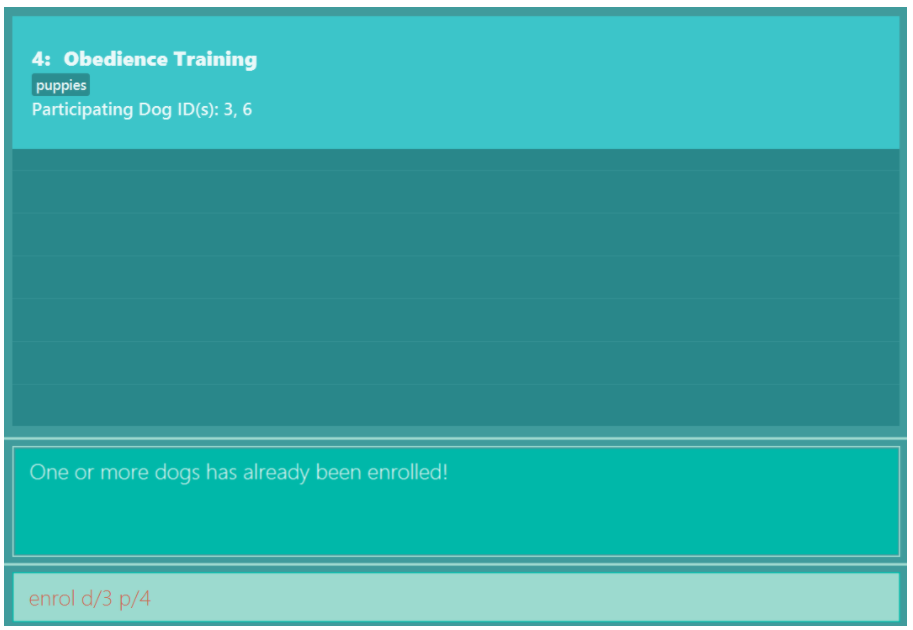 4: Obedience Training
puppies
Participating Dog ID(s): 3, 6
One or more dogs has already been enrolled!
enrol d/3 p/4